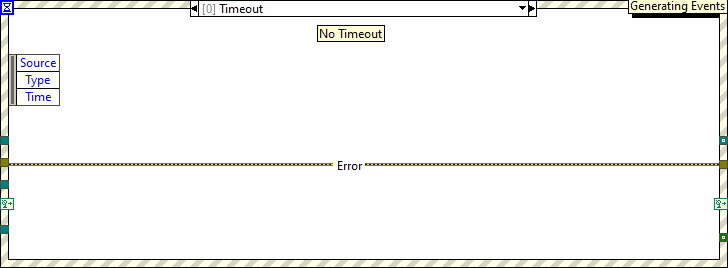 [0] Timeout
Generating Events
No Timeout
Source
Type
Time
Error